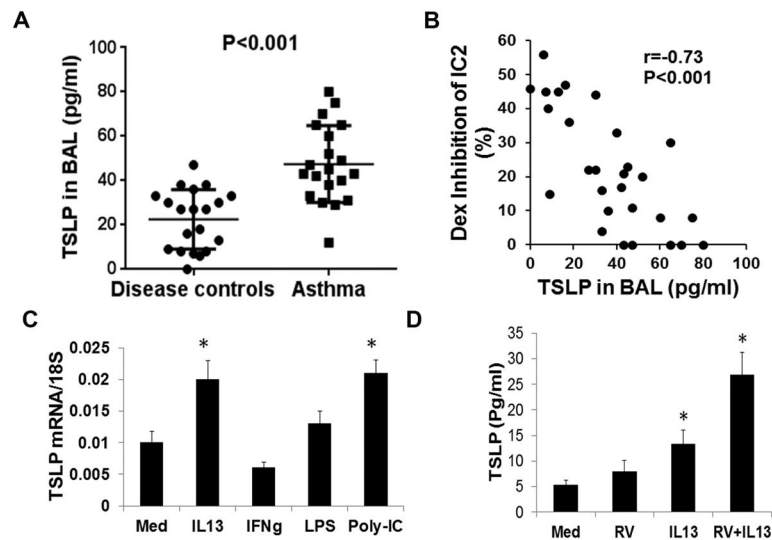 A
P<0.001
TSLP in BAL (pg/ml)
100
80
60
40
20
0
Disease controls
Asthma
B
r=-0.73
P<0.001
Dex Inhibition of IC2
(%)
60
50
40
30
20
10
0
0
20
40
60
80
100
TSLP in BAL (pg/ml)
C
TSLP mRNA/18S
0.025
0.02
0.015
0.01
0.005
0
*
*
Med
IL13
IFNg
LPS
Poly-IC
D
TSLP (Pg/ml)
35
30
25
20
15
10
5
0
*
*
Med
RV
IL13
RV+IL13